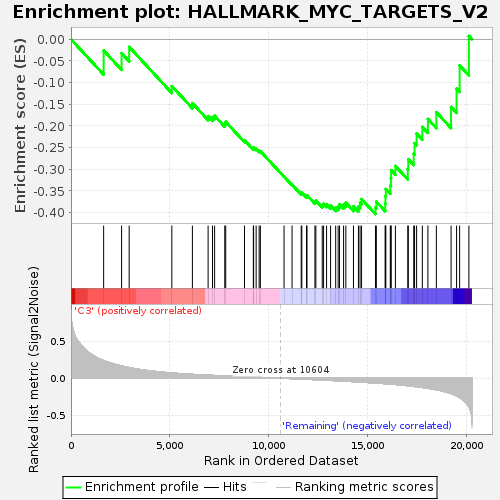 Enrichment plot: HALLMARK_MYC_TARGETS_V2
Enrichment score (ES)
0.00
-0.05
-0.10
-0.15
-0.20
-0.25
-0.30
-0.35
-0.40
'C3' (positively correlated)
Ranked list metric (Signal2Noise)
0.5
0.0
-0.5
Zero cross at 10604
'Remaining' (negatively correlated)
0 5,000 10,000 15,000 20,000
Rank in Ordered Dataset
Enrichment profile Hits Ranking metric scores